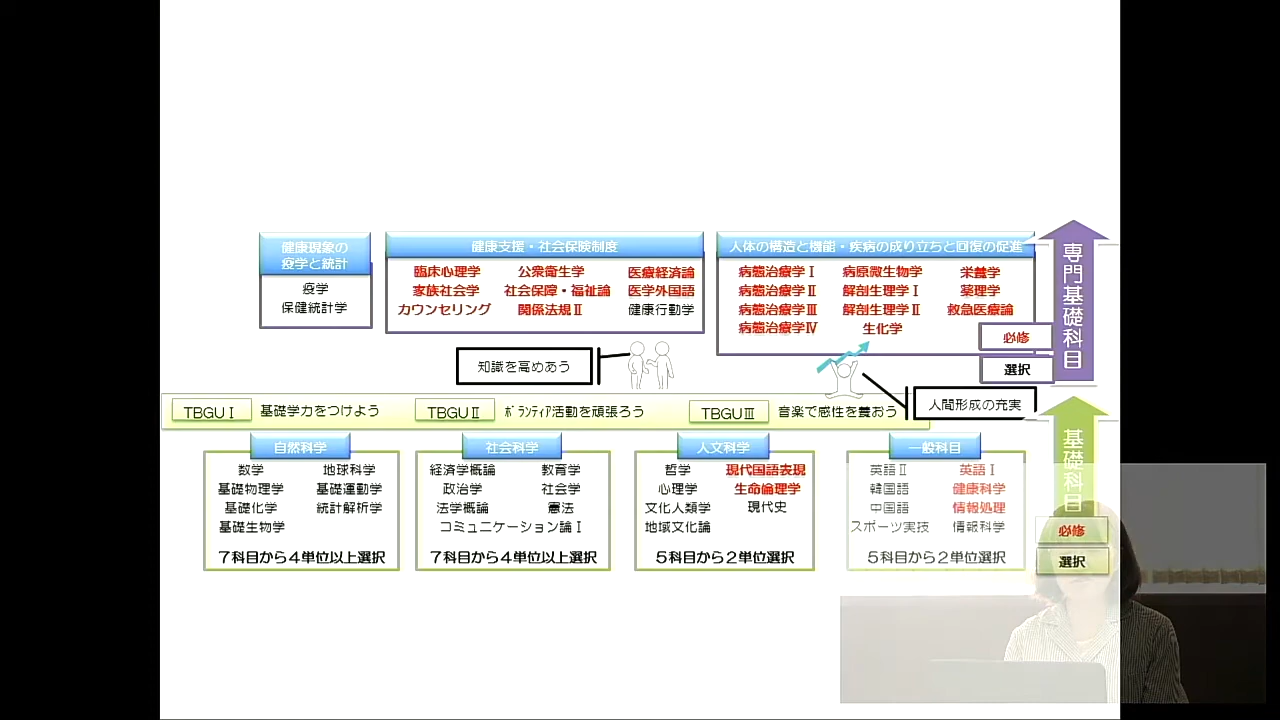 健康現象の
疫学と統計
疫学
保健統計学
健康支援・社会保険制度
臨床心理学 公衆衛生学 医療経済論
家族社会学 社会保障・福祉論 医学外国語
カウンセリング 関係法規Ⅱ 健康行動学
人体の構造と機能・疾病の成り立ちと回復の促進
病態治療学Ⅰ 病原微生物学 栄養学
病態治療学Ⅱ 解剖生理学Ⅰ 薬理学
病態治療学Ⅲ 解剖生理学Ⅱ 救急医療論
病態治療学Ⅳ 生化学
専門基礎科目
必修
選択
知識を高めあう
人間形成の充実
TBGUⅠ 基礎学力をつけよう
TBGUⅡ ボランティア活動を頑張ろう
TBGUⅢ 音楽で感性を養おう
自然科学
数学 地球科学
基礎物理学 基礎運動学
基礎化学 統計解析学
基礎生物学
7科目から4単位以上選択
社会科学
経済学概論 教育学
政治学 社会学
法学概論 憲法
コミュニケーション論Ⅰ
7科目から4単位以上選択
人文科学
哲学 現代国語表現
心理学 生命倫理学
文化人類学 現代史
地域文化論
5科目から2単位選択
一般科目
英語Ⅱ 英語Ⅰ
韓国語 健康科学
中国語 情報処理
スポーツ実技 情報科学
5科目から2単位選択
基礎科目
必修
選択